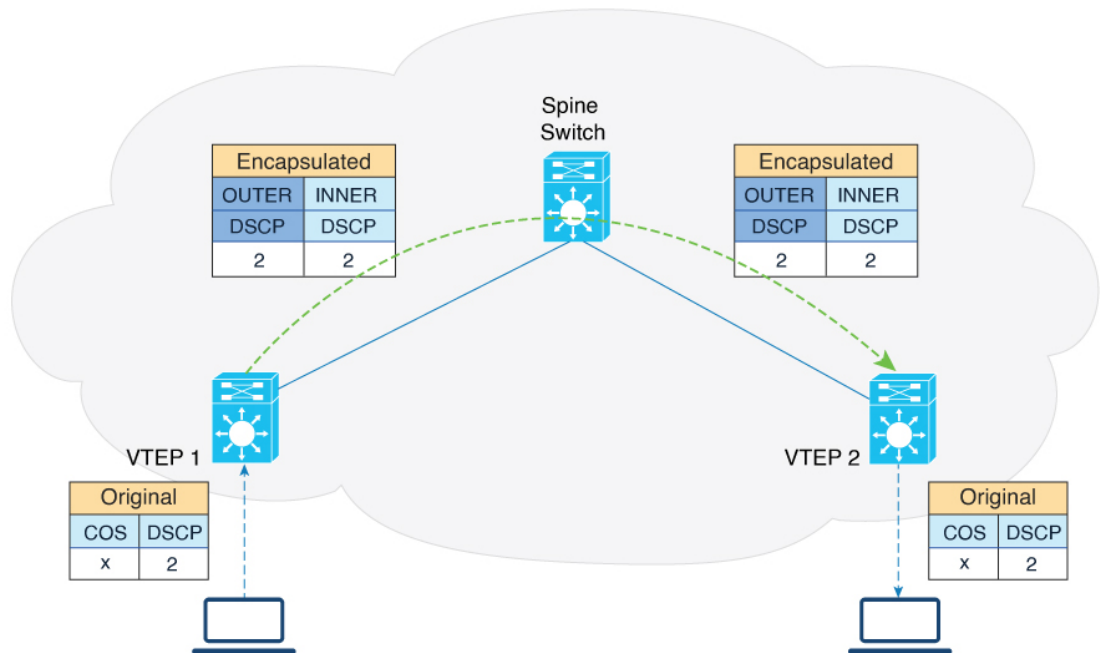 Spine
Switch
Encapsulated
OUTER INNER
DSCP DSCP
2 2
Encapsulated
OUTER INNER
DSCP DSCP
2 2
VTEP 1
VTEP 2
Original
COS DSCP
x 2
Original
COS DSCP
x 2